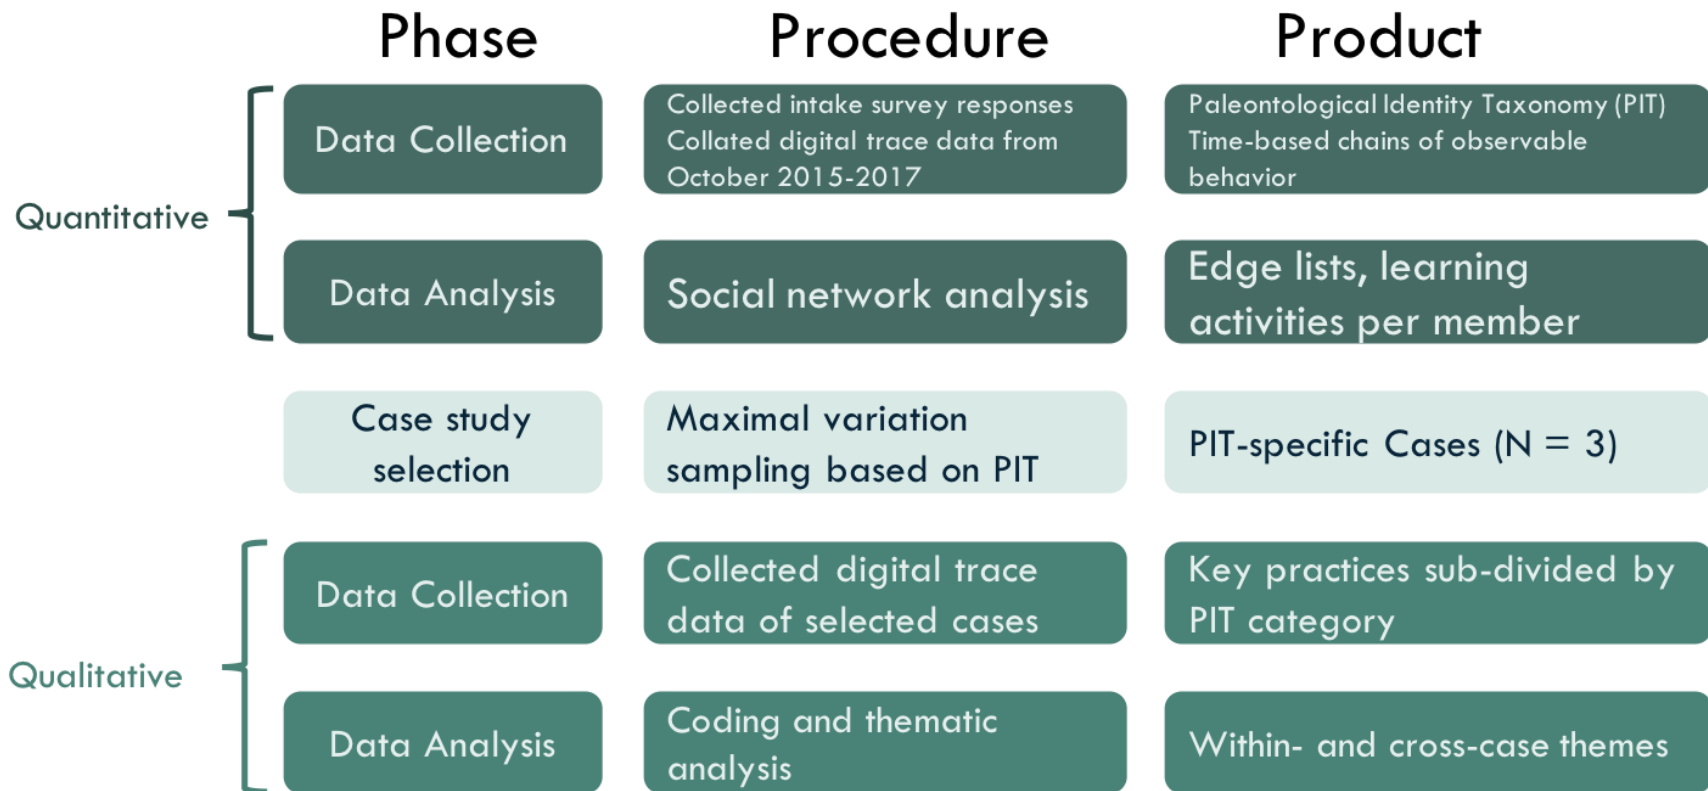 Phase
Procedure
Product
Quantitative
Data Collection
Collected intake survey responses
Collated digital trace data from
October 2015-2017
Paleontological Identity Taxonomy (PIT)
Time-based chains of observable
behavior
Data Analysis
Social network analysis
Edge lists, learning
activities per member
Case study
selection
Maximal variation
sampling based on PIT
PIT-specific Cases (N = 3)
Qualitative
Data Collection
Collected digital trace
data of selected cases
Key practices sub-divided by
PIT category
Data Analysis
Coding and thematic
analysis
Within- and cross-case themes